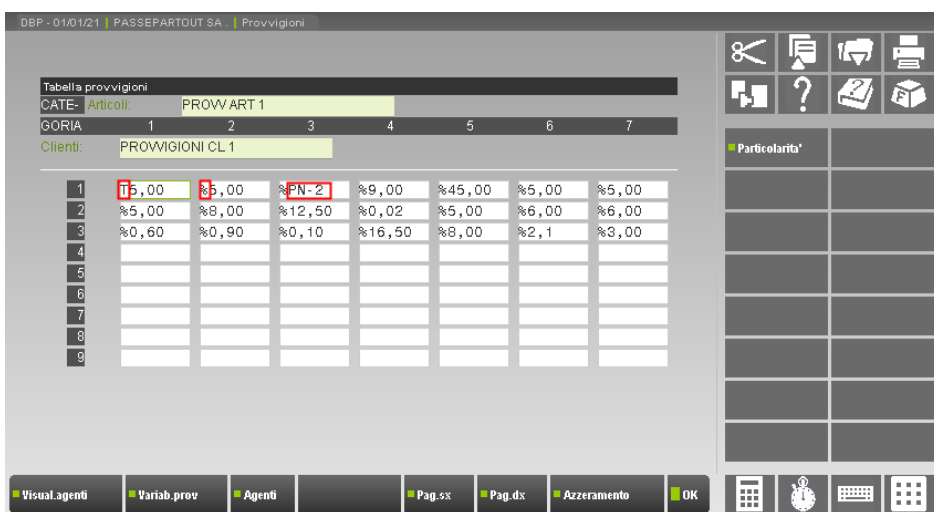 DBP - 01/01/21 | PASSEPARTOUT SA . | Provvigioni
Tabella provvigioni
CATE- Articoli: PROVV ART 1
GORIA 1 2 3 4 5 6 7
Clienti: PROVVIGIONI CL 1
Particolarita'
1 T5,00 %5,00 %PN-2 %9,00 %45,00 %5,00 %5,00
2 %5,00 %8,00 %12,50 %0,02 %5,00 %6,00 %6,00
3 %0,60 %0,90 %0,10 %16,50 %8,00 %2,1 %3,00
4
5
6
7
8
9
Visual.agenti Variab.prov Agenti Pag.sx Pag.dx Azzeramento OK